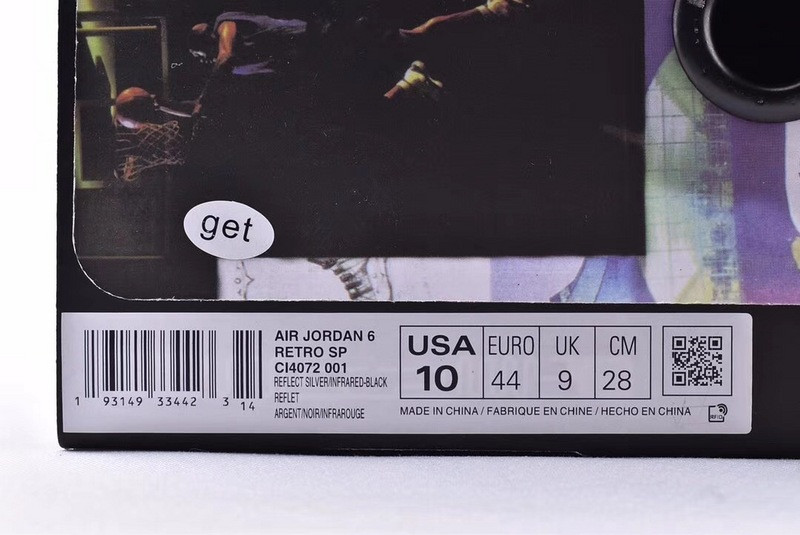 get
AIR JORDAN 6
RETRO SP
CI4072 001
REFLECT SILVER/INFRARED-BLACK
REFLET
ARGENT/NOIR/INFRAROUGE
1 93149 33442 3 14
USA EURO UK CM
10 44 9 28
MADE IN CHINA / FABRIQUE EN CHINE / HECHO EN CHINA
RFID